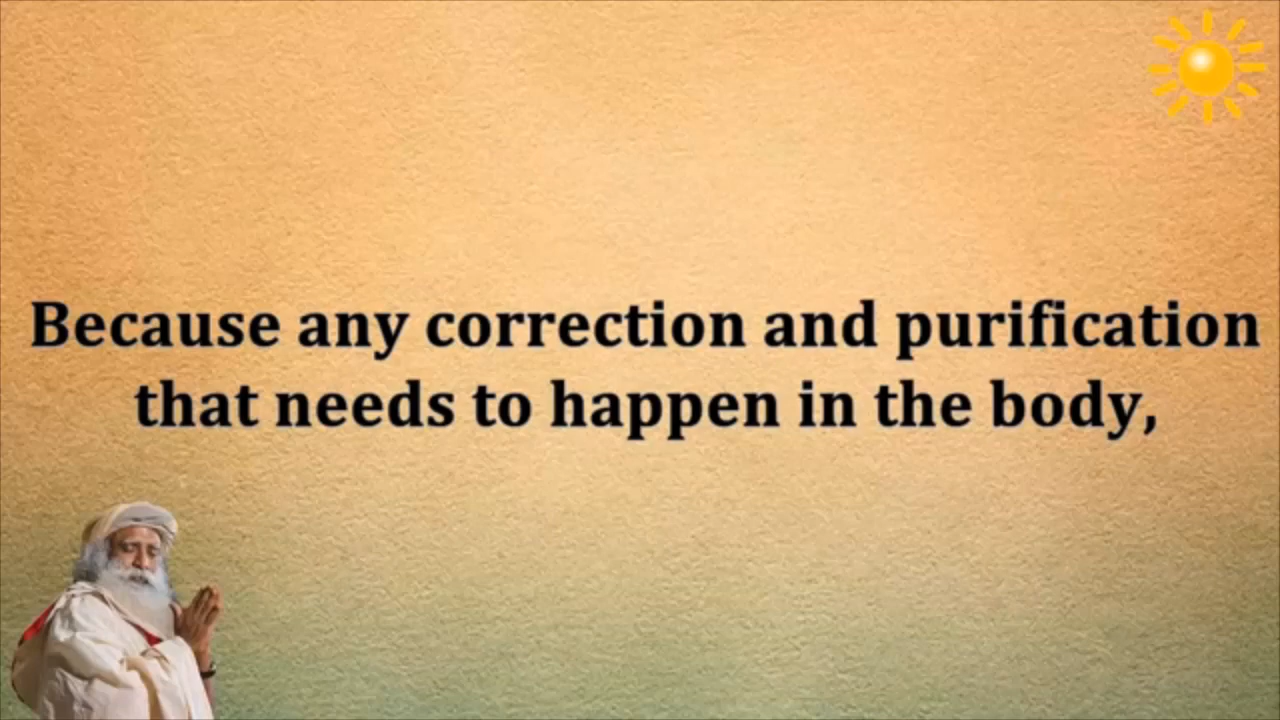 Because any correction and purification
that needs to happen in the body,